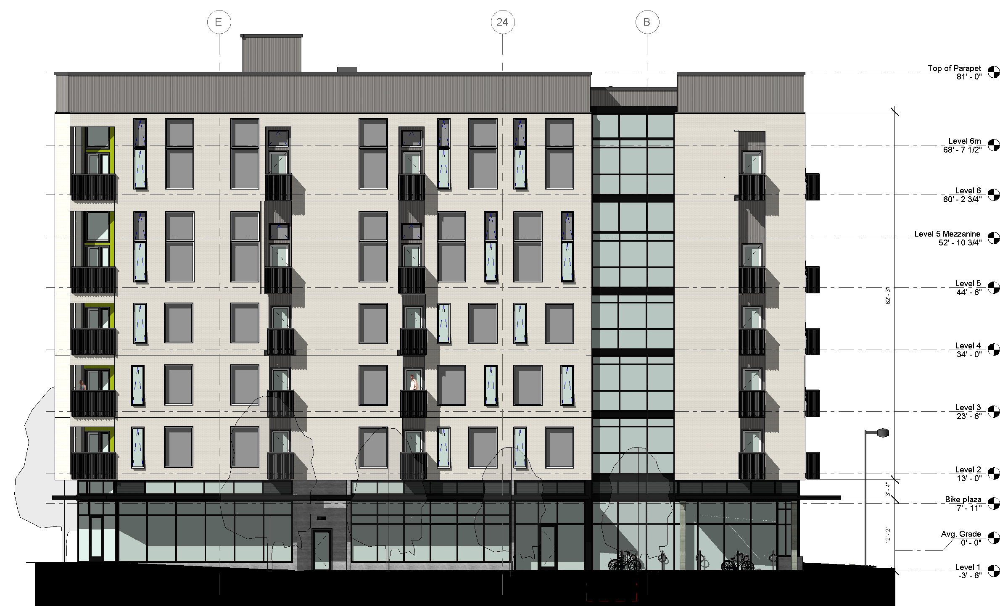 E
24
B
Top of Parapet
81' - 0"
Level 6m
68' - 7 1/2"
Level 6
60' - 2 3/4"
Level 5 Mezzanine
52' - 10 3/4"
Level 5
44' - 6"
62' - 3"
Level 4
34' - 0"
Level 3
23' - 6"
Level 2
13' - 0"
3' - 4"
Bike plaza
7' - 11"
12' - 2"
Avg. Grade
0' - 0"
Level 1
-3' - 6"